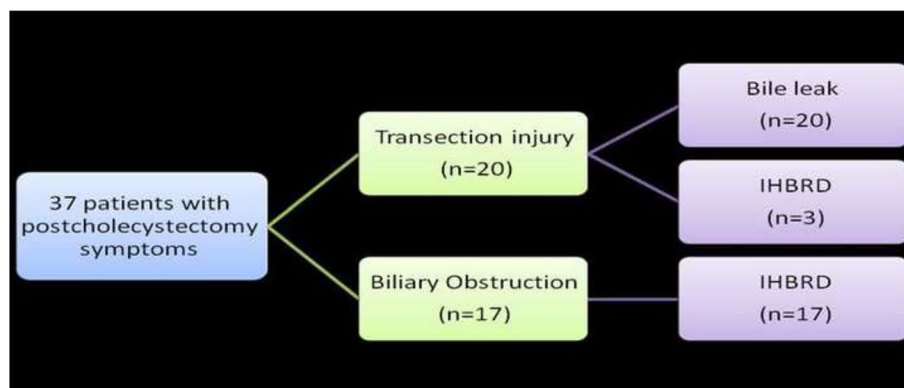 37 patients with
postcholecystectomy
symptoms
Transection injury
(n=20)
Biliary Obstruction
(n=17)
Bile leak
(n=20)
IHBRD
(n=3)
IHBRD
(n=17)